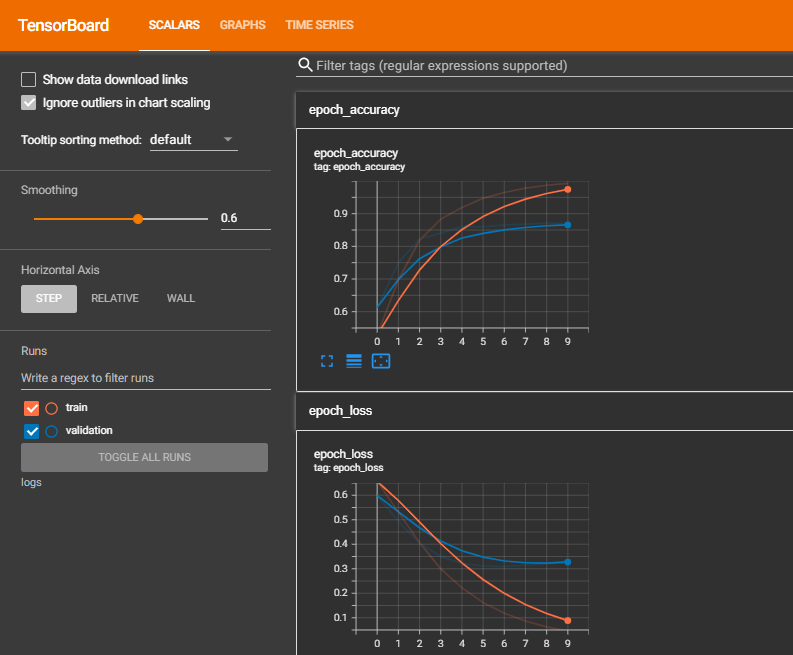 TensorBoard
SCALARS GRAPHS TIME SERIES
Show data download links
Ignore outliers in chart scaling
Tooltip sorting method: default
Smoothing
0.6
Horizontal Axis
STEP RELATIVE WALL
Runs
Write a regex to filter runs
train
validation
TOGGLE ALL RUNS
logs
Filter tags (regular expressions supported)
epoch_accuracy
epoch_accuracy
tag: epoch_accuracy
0.9
0.8
0.7
0.6
0 1 2 3 4 5 6 7 8 9
epoch_loss
epoch_loss
tag: epoch_loss
0.6
0.5
0.4
0.3
0.2
0.1
0 1 2 3 4 5 6 7 8 9